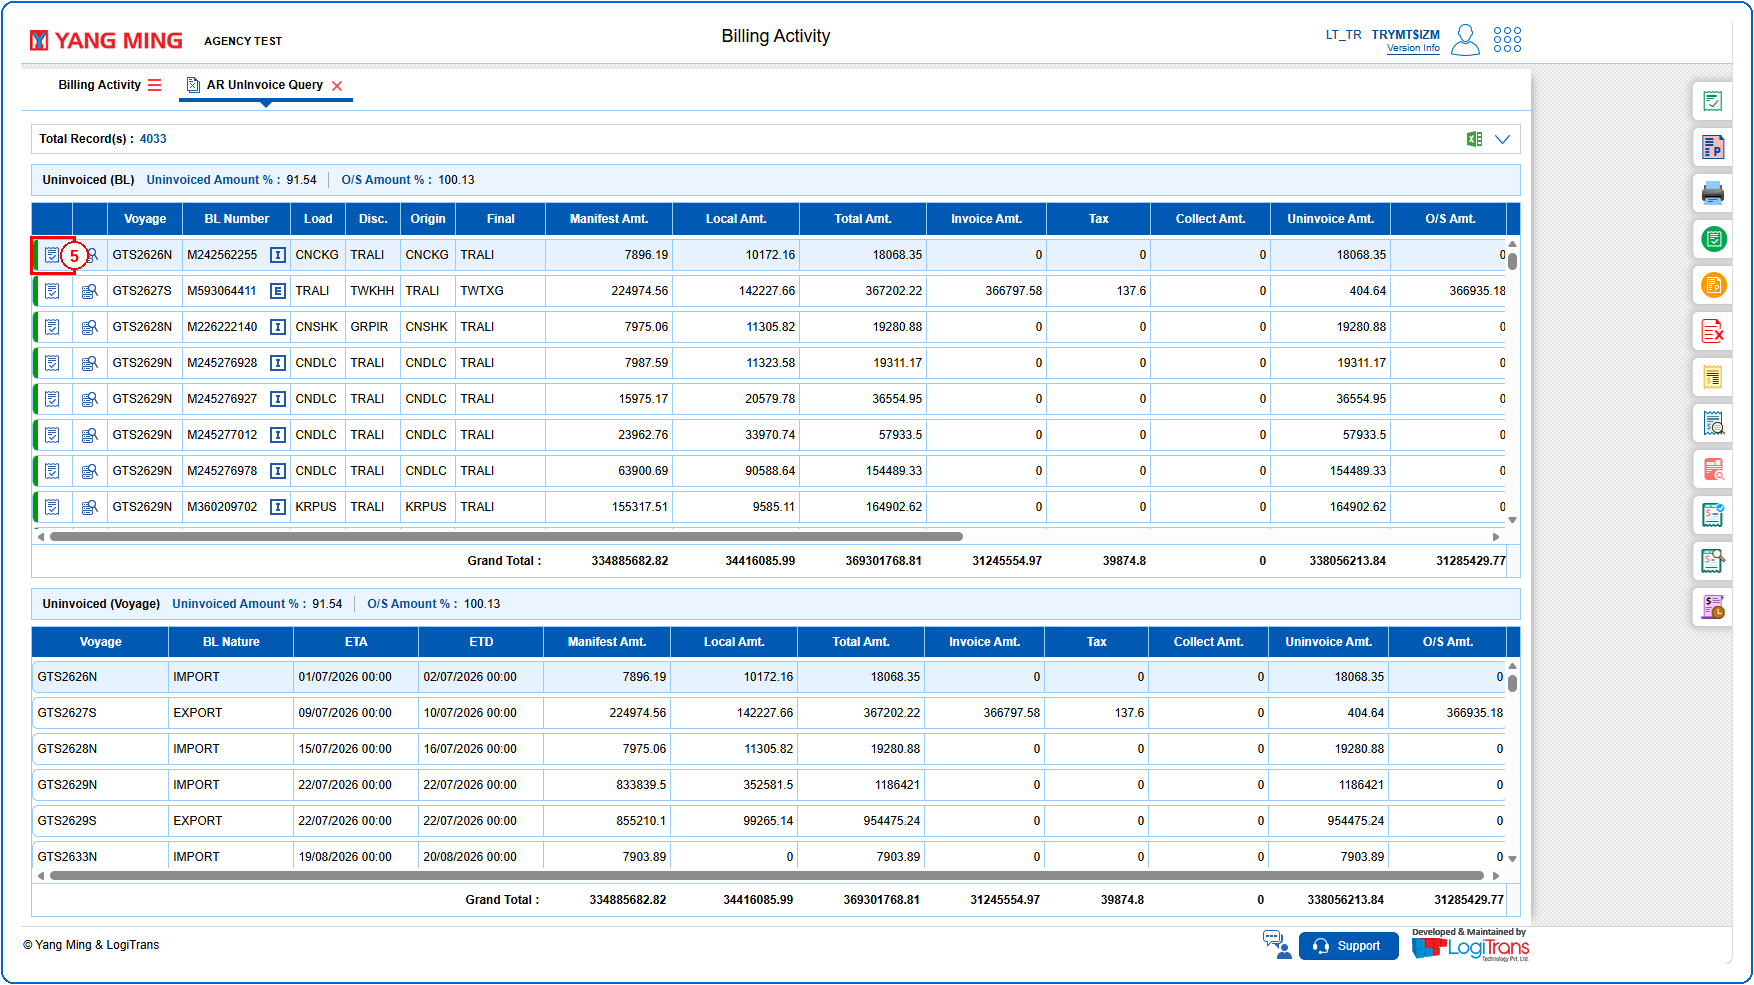 YANG MING AGENCY TEST
Billing Activity
LT_TR TRYMT$IZM
Version Info
Billing Activity
AR UnInvoice Query
Total Record(s) : 4033
Uninvoiced (BL) Uninvoiced Amount % : 91.54 O/S Amount % : 100.13
Voyage BL Number Load Disc. Origin Final Manifest Amt. Local Amt. Total Amt. Invoice Amt. Tax Collect Amt. Uninvoice Amt. O/S Amt.
5 GTS2626N M242562255 I CNCKG TRALI CNCKG TRALI 7896.19 10172.16 18068.35 0 0 0 18068.35 0
GTS2627S M593064411 E TRALI TWKHH TRALI TWTXG 224974.56 142227.66 367202.22 366797.58 137.6 0 404.64 366935.18
GTS2628N M226222140 I CNSHK GRPIR CNSHK TRALI 7975.06 11305.82 19280.88 0 0 0 19280.88 0
GTS2629N M245276928 I CNDLC TRALI CNDLC TRALI 7987.59 11323.58 19311.17 0 0 0 19311.17 0
GTS2629N M245276927 I CNDLC TRALI CNDLC TRALI 15975.17 20579.78 36554.95 0 0 0 36554.95 0
GTS2629N M245277012 I CNDLC TRALI CNDLC TRALI 23962.76 33970.74 57933.5 0 0 0 57933.5 0
GTS2629N M245276978 I CNDLC TRALI CNDLC TRALI 63900.69 90588.64 154489.33 0 0 0 154489.33 0
GTS2629N M360209702 I KRPUS TRALI KRPUS TRALI 155317.51 9585.11 164902.62 0 0 0 164902.62 0
Grand Total : 334885682.82 34416085.99 369301768.81 31245554.97 39874.8 0 338056213.84 31285429.77
Uninvoiced (Voyage) Uninvoiced Amount % : 91.54 O/S Amount % : 100.13
Voyage BL Nature ETA ETD Manifest Amt. Local Amt. Total Amt. Invoice Amt. Tax Collect Amt. Uninvoice Amt. O/S Amt.
GTS2626N IMPORT 01/07/2026 00:00 02/07/2026 00:00 7896.19 10172.16 18068.35 0 0 0 18068.35 0
GTS2627S EXPORT 09/07/2026 00:00 10/07/2026 00:00 224974.56 142227.66 367202.22 366797.58 137.6 0 404.64 366935.18
GTS2628N IMPORT 15/07/2026 00:00 16/07/2026 00:00 7975.06 11305.82 19280.88 0 0 0 19280.88 0
GTS2629N IMPORT 22/07/2026 00:00 22/07/2026 00:00 833839.5 352581.5 1186421 0 0 0 1186421 0
GTS2629S EXPORT 22/07/2026 00:00 22/07/2026 00:00 855210.1 99265.14 954475.24 0 0 0 954475.24 0
GTS2633N IMPORT 19/08/2026 00:00 20/08/2026 00:00 7903.89 0 7903.89 0 0 0 7903.89 0
Grand Total : 334885682.82 34416085.99 369301768.81 31245554.97 39874.8 0 338056213.84 31285429.77
© Yang Ming & LogiTrans
Support
Developed & Maintained by
LogiTrans
Technology Pvt. Ltd.